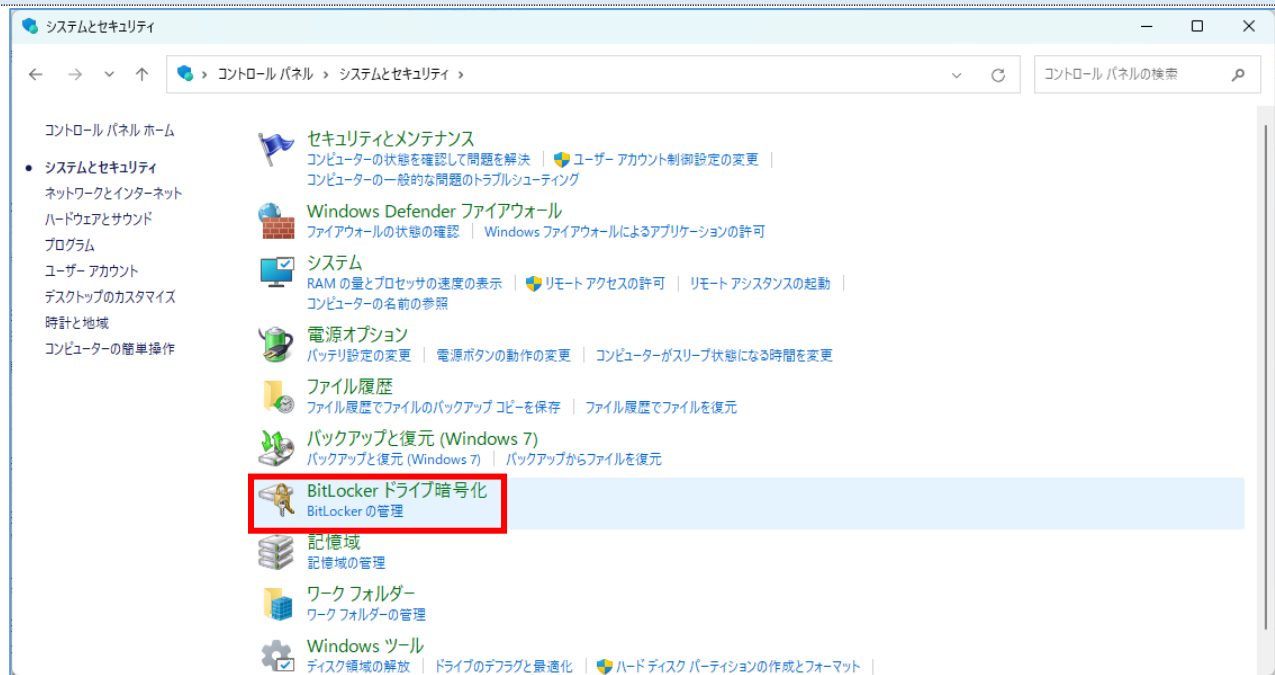 システムとセキュリティ
コントロール パネル › システムとセキュリティ ›
コントロール パネルの検索
コントロール パネル ホーム
システムとセキュリティ
ネットワークとインターネット
ハードウェアとサウンド
プログラム
ユーザー アカウント
デスクトップのカスタマイズ
時計と地域
コンピューターの簡単操作
セキュリティとメンテナンス
コンピューターの状態を確認して問題を解決 | ユーザー アカウント制御設定の変更 |
コンピューターの一般的な問題のトラブルシューティング
Windows Defender ファイアウォール
ファイアウォールの状態の確認 | Windows ファイアウォールによるアプリケーションの許可
システム
RAM の量とプロセッサの速度の表示 | リモート アクセスの許可 | リモート アシスタンスの起動 |
コンピューターの名前の参照
電源オプション
バッテリ設定の変更 | 電源ボタンの動作の変更 | コンピューターがスリープ状態になる時間を変更
ファイル履歴
ファイル履歴でファイルのバックアップ コピーを保存 | ファイル履歴でファイルを復元
バックアップと復元 (Windows 7)
バックアップと復元 (Windows 7) | バックアップからファイルを復元
BitLocker ドライブ暗号化
BitLocker の管理
記憶域
記憶域の管理
ワーク フォルダー
ワーク フォルダーの管理
Windows ツール
ディスク領域の解放 | ドライブのデフラグと最適化 | ハード ディスク パーティションの作成とフォーマット |